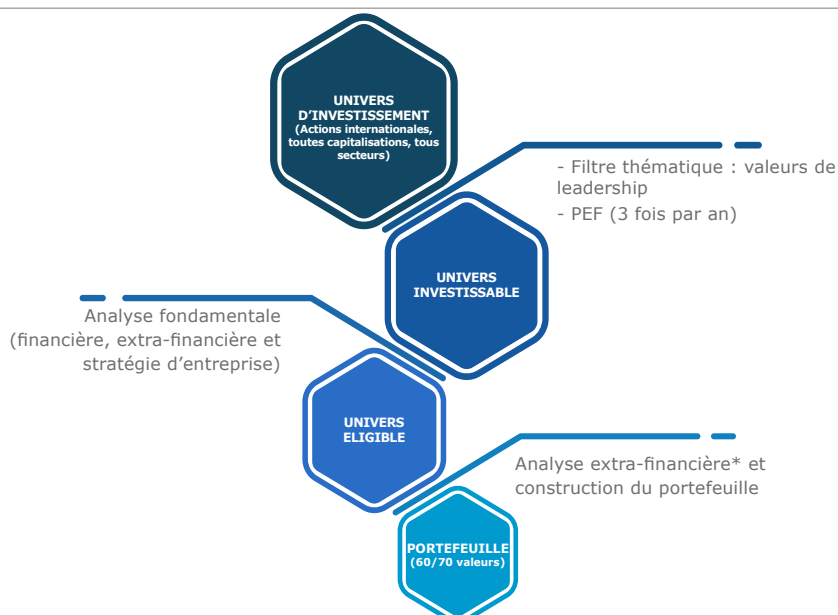 UNIVERS
D’INVESTISSEMENT
(Actions internationales,
toutes capitalisations, tous
secteurs)
- Filtre thématique : valeurs de
leadership
- PEF (3 fois par an)
UNIVERS
INVESTISSABLE
Analyse fondamentale
(financière, extra-financière et
stratégie d’entreprise)
UNIVERS
ELIGIBLE
Analyse extra-financière* et
construction du portefeuille
PORTEFEUILLE
(60/70 valeurs)